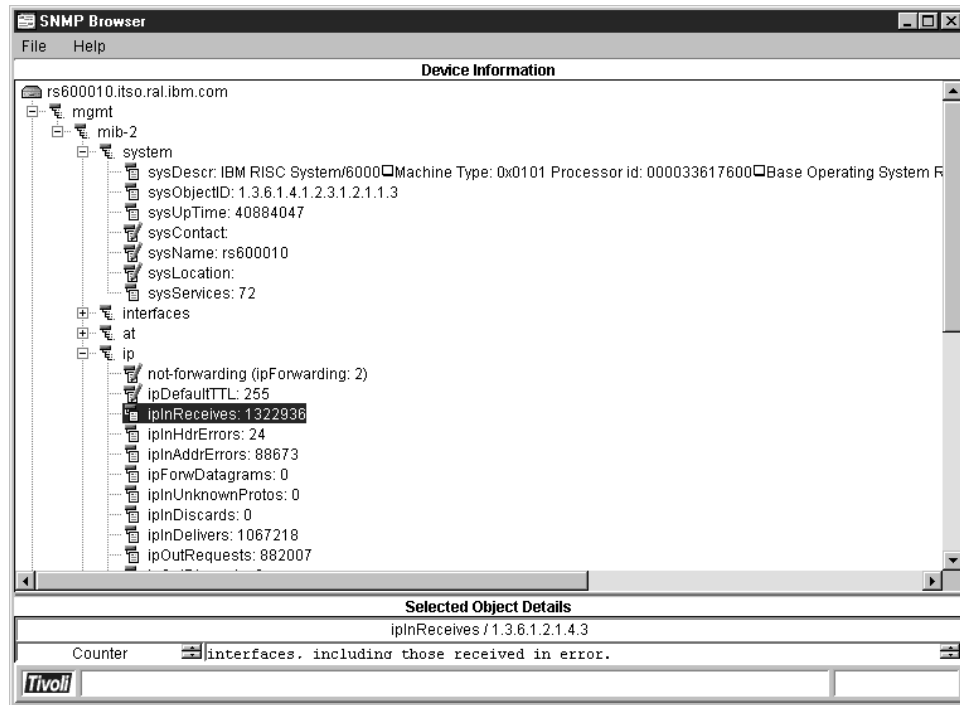 SNMP Browser
File Help
Device Information
rs600010.itso.ral.ibm.com
mgmt
mib-2
system
sysDescr: IBM RISC System/6000□Machine Type: 0x0101 Processor id: 000033617600□Base Operating System R
sysObjectID: 1.3.6.1.4.1.2.3.1.2.1.1.3
sysUpTime: 40884047
sysContact:
sysName: rs600010
sysLocation:
sysServices: 72
interfaces
at
ip
not-forwarding (ipForwarding: 2)
ipDefaultTTL: 255
ipInReceives: 1322936
ipInHdrErrors: 24
ipInAddrErrors: 88673
ipForwDatagrams: 0
ipInUnknownProtos: 0
ipInDiscards: 0
ipInDelivers: 1067218
ipOutRequests: 882007
Selected Object Details
ipInReceives / 1.3.6.1.2.1.4.3
Counter interfaces, including those received in error.
Tivoli